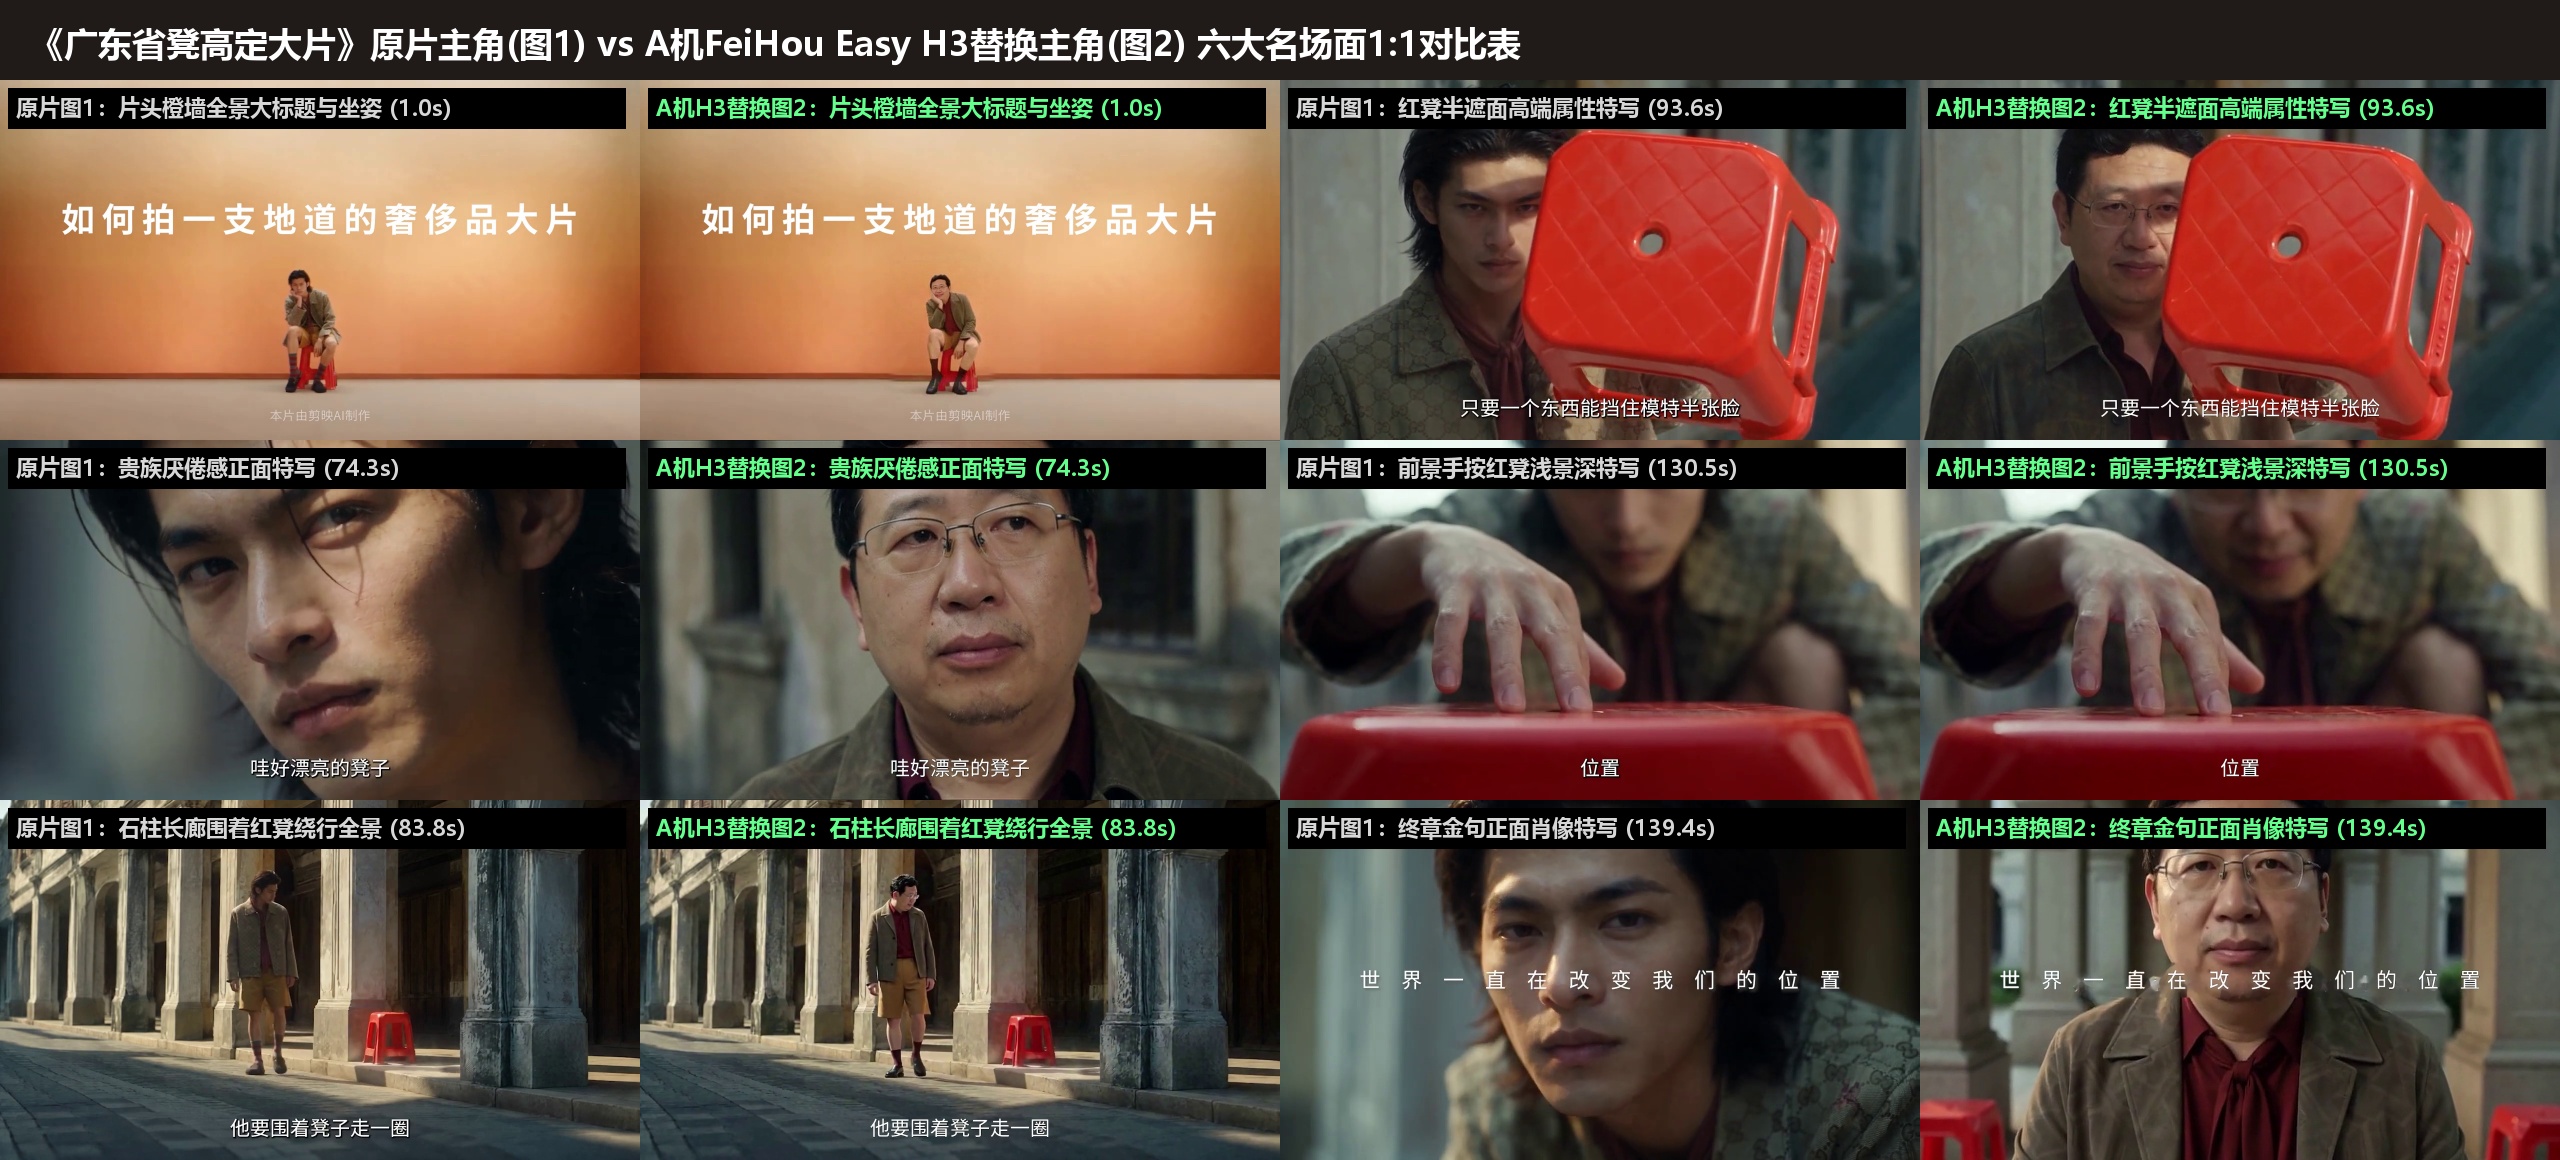 《广东省凳高定大片》原片主角(图1) vs A机FeiHou Easy H3替换主角(图2) 六大名场面1:1对比表
原片图1：片头橙墙全景大标题与坐姿 (1.0s)
如何拍一支地道的奢侈品大片
本片由剪映AI制作
A机H3替换图2：片头橙墙全景大标题与坐姿 (1.0s)
如何拍一支地道的奢侈品大片
本片由剪映AI制作
原片图1：红凳半遮面高端属性特写 (93.6s)
只要一个东西能挡住模特半张脸
A机H3替换图2：红凳半遮面高端属性特写 (93.6s)
只要一个东西能挡住模特半张脸
原片图1：贵族厌倦感正面特写 (74.3s)
哇好漂亮的凳子
A机H3替换图2：贵族厌倦感正面特写 (74.3s)
哇好漂亮的凳子
原片图1：前景手按红凳浅景深特写 (130.5s)
位置
A机H3替换图2：前景手按红凳浅景深特写 (130.5s)
位置
原片图1：石柱长廊围着红凳绕行全景 (83.8s)
他要围着凳子走一圈
A机H3替换图2：石柱长廊围着红凳绕行全景 (83.8s)
他要围着凳子走一圈
原片图1：终章金句正面肖像特写 (139.4s)
世界一直在改变我们的位置
A机H3替换图2：终章金句正面肖像特写 (139.4s)
世界一直在改变我们的位置